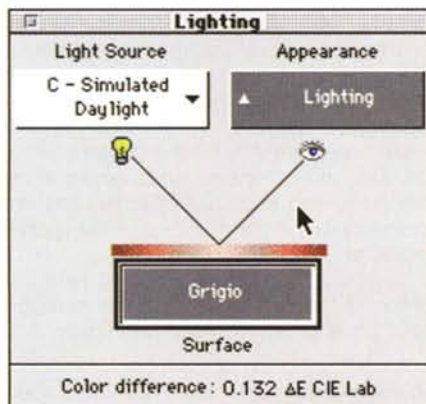 Lighting
Light Source
Appearance
C - Simulated
Daylight
Lighting
Grigio
Surface
Color difference: 0.132 ΔE CIE Lab